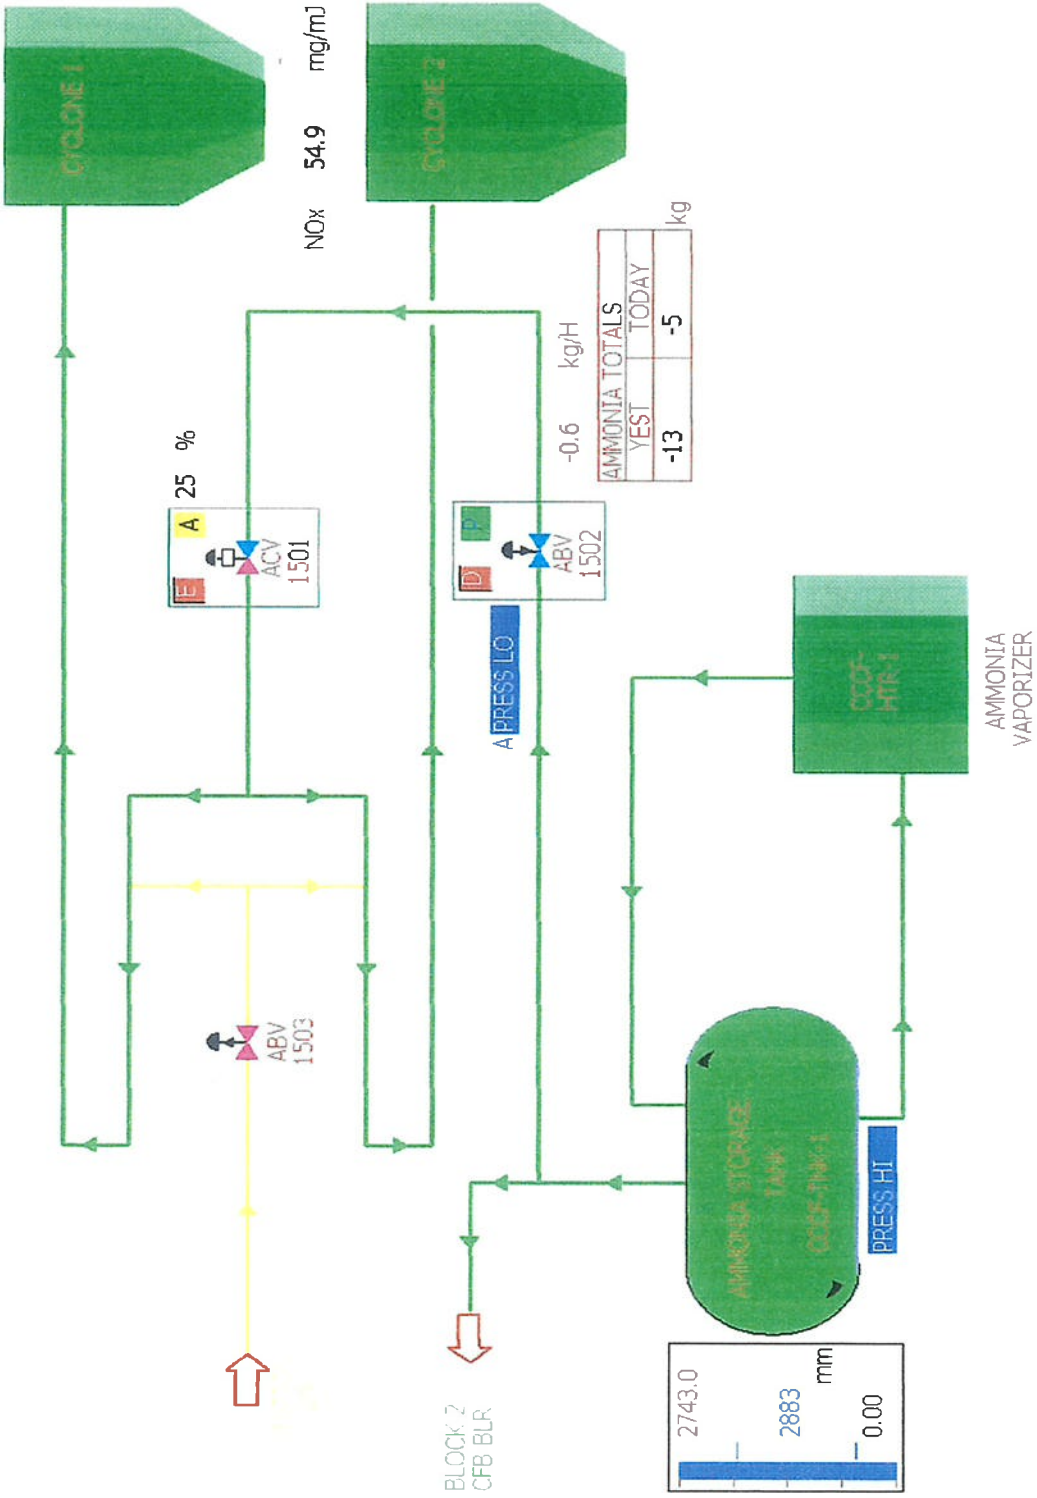 CYCLONE 1
NOx 54.9 mg/mJ
CYCLONE 2
E A 25 %
ACV
1501
D P
ABV
1502
A PRESS LO
-0.6 kg/H
AMMONIA TOTALS
YEST TODAY
-13 -5 kg
ABV
1503
AMMONIA
VAPORIZER
AMMONIA STORAGE
TANK
PRESS HI
BLOCK 2
CFB BLR
2743.0
2883
mm
0.00